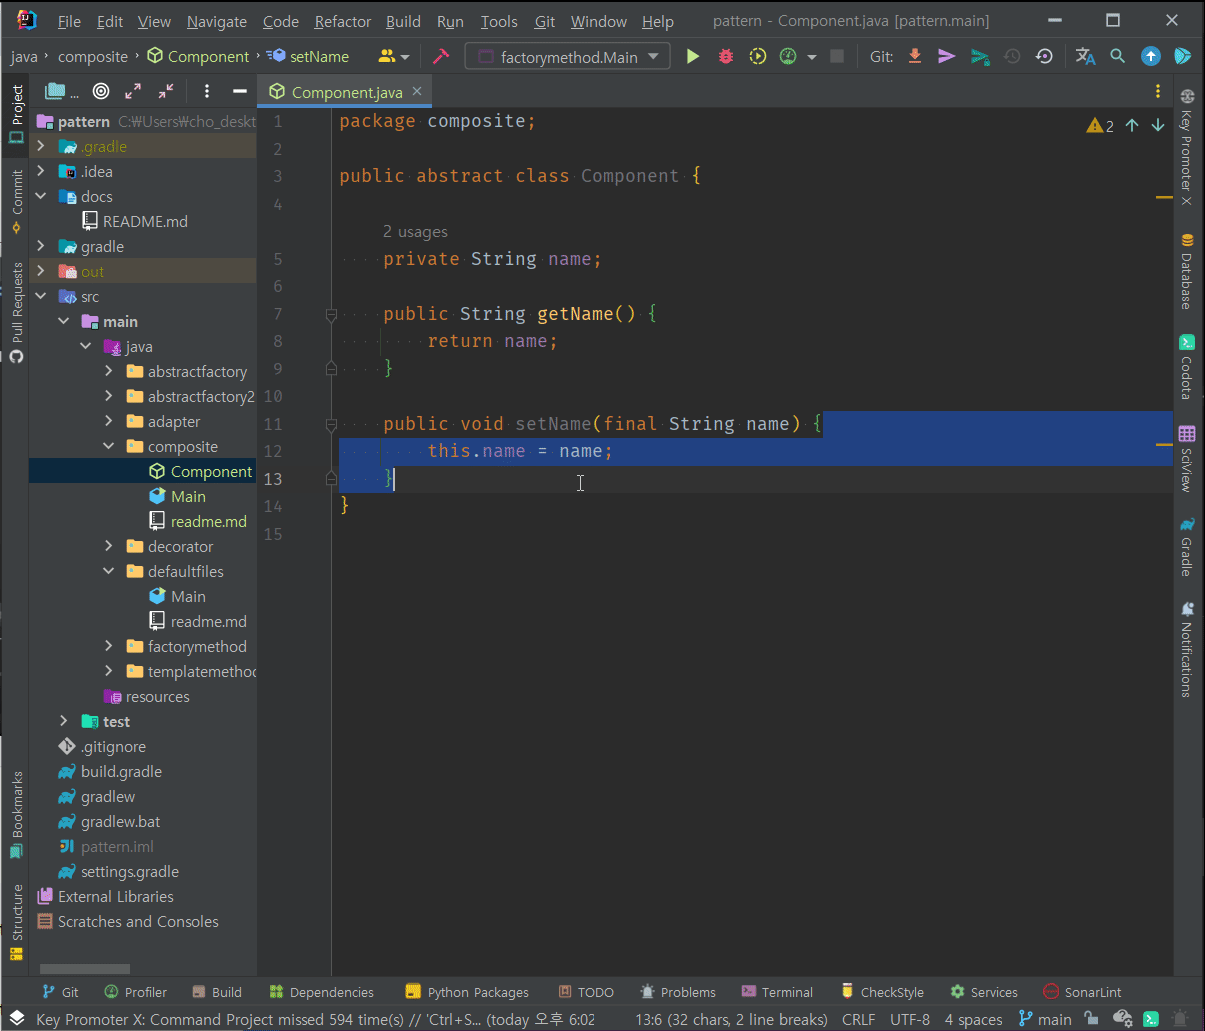 File Edit View Navigate Code Refactor Build Run Tools Git Window Help pattern - Component.java [pattern.main]
java composite Component setName factorymethod.Main Git:
... Component.java
Project
Commit
Pull Requests
Bookmarks
Structure
pattern C:₩Users₩cho_deskt
.gradle
.idea
docs
README.md
gradle
out
src
main
java
abstractfactory
abstractfactory2
adapter
composite
Component
Main
readme.md
decorator
defaultfiles
Main
readme.md
factorymethod
templatemethod
resources
test
.gitignore
build.gradle
gradlew
gradlew.bat
pattern.iml
settings.gradle
External Libraries
Scratches and Consoles
2
1 package composite;
2
3 public abstract class Component {
4
2 usages
5 private String name;
6
7 public String getName() {
8 return name;
9 }
10
11 public void setName(final String name) {
12 this.name = name;
13 }
14 }
15
Key Promoter X
Database
Codota
SciView
Gradle
Notifications
Git Profiler Build Dependencies Python Packages TODO Problems Terminal CheckStyle Services SonarLint
Key Promoter X: Command Project missed 594 time(s) // 'Ctrl+S... (today 오후 6:02 13:6 (32 chars, 2 line breaks) CRLF UTF-8 4 spaces main